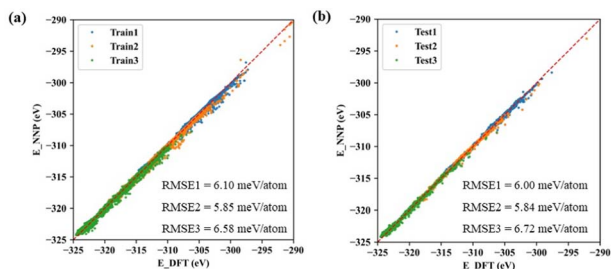 (a)
Train1
Train2
Train3
E_NNP (eV)
−290
−295
−300
−305
−310
−315
−320
−325
RMSE1 = 6.10 meV/atom
RMSE2 = 5.85 meV/atom
RMSE3 = 6.58 meV/atom
−325 −320 −315 −310 −305 −300 −295 −290
E_DFT (eV)
(b)
Test1
Test2
Test3
E_NNP (eV)
−290
−295
−300
−305
−310
−315
−320
−325
RMSE1 = 6.00 meV/atom
RMSE2 = 5.84 meV/atom
RMSE3 = 6.72 meV/atom
−325 −320 −315 −310 −305 −300 −295 −290
E_DFT (eV)